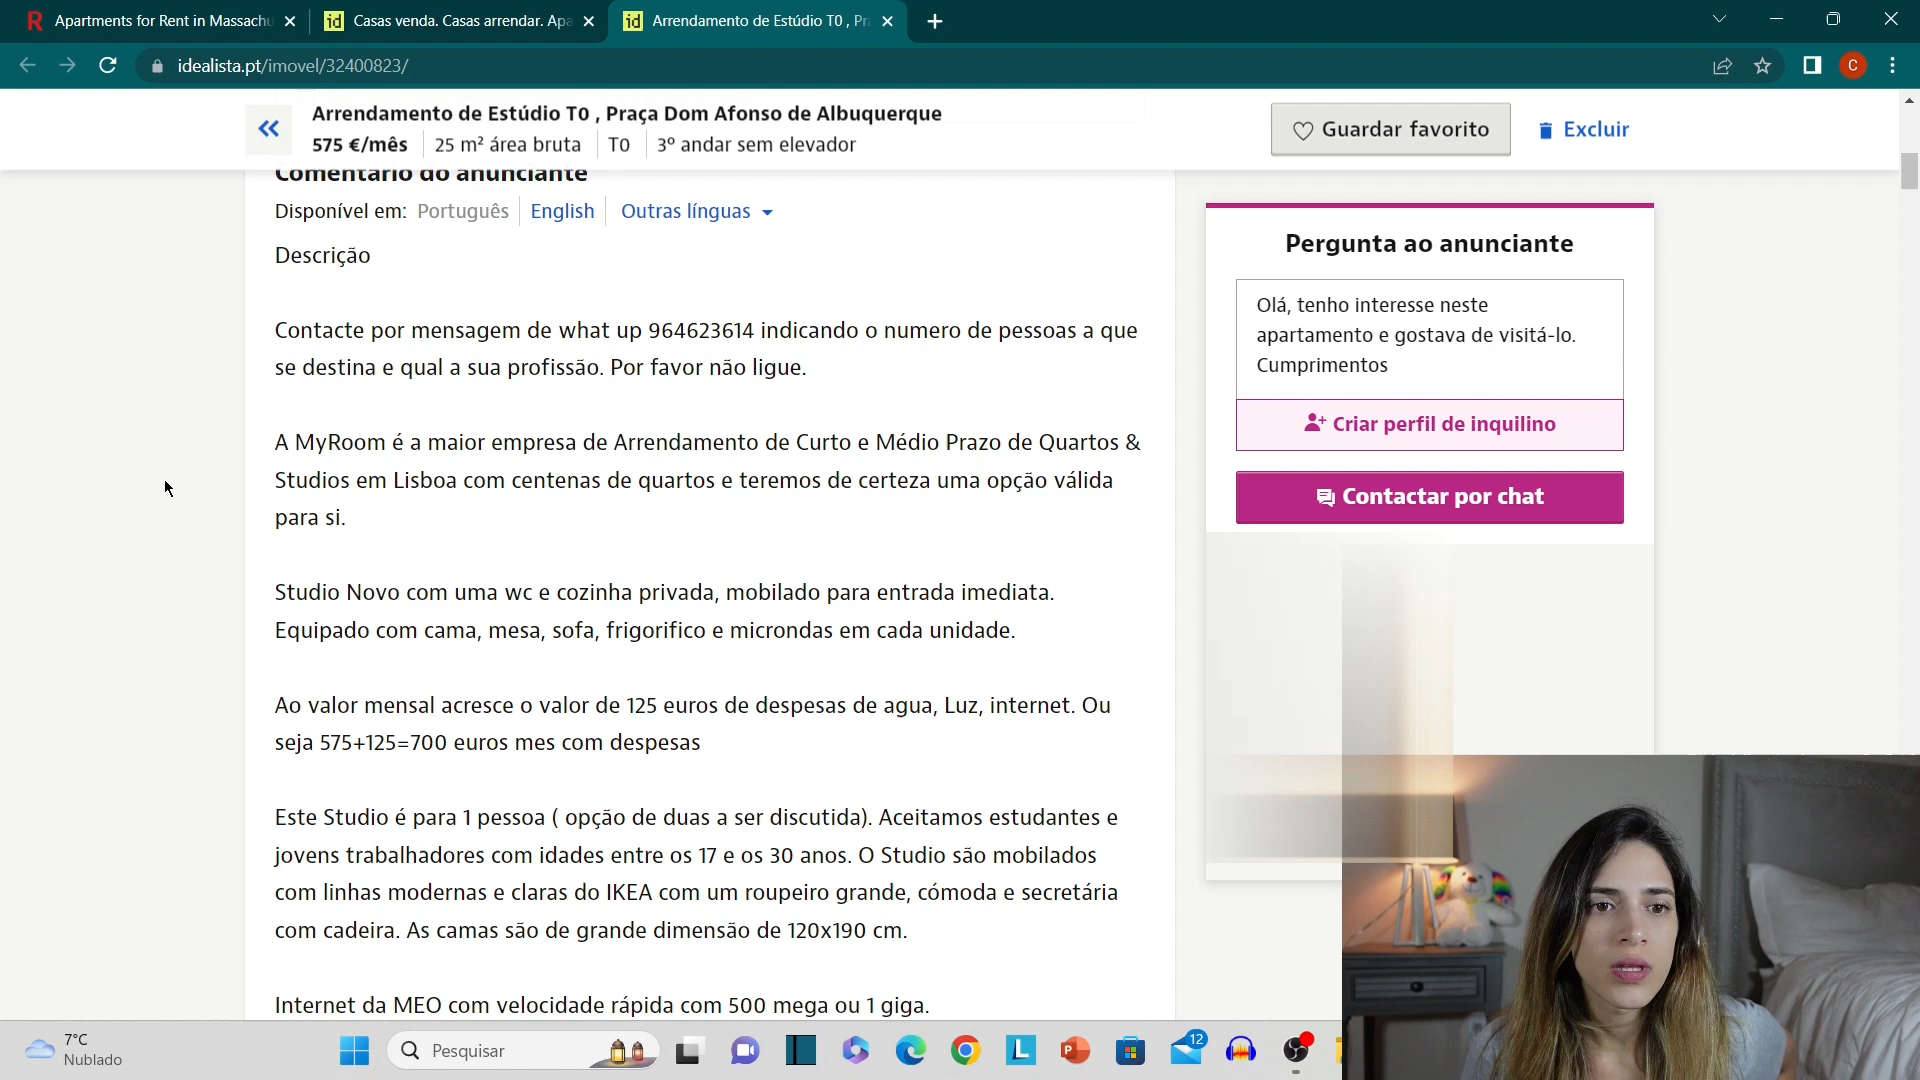 Apartments for Rent in Massachu
Casas venda. Casas arrendar. Apa
Arrendamento de Estúdio T0 , Pra
idealista.pt/imovel/32400823/
C
Arrendamento de Estúdio T0 , Praça Dom Afonso de Albuquerque
575 €/mês 25 m² área bruta T0 3º andar sem elevador
Guardar favorito
Excluir
Comentário do anunciante
Disponível em: Português English Outras línguas
Descrição
Contacte por mensagem de what up 964623614 indicando o numero de pessoas a que
se destina e qual a sua profissão. Por favor não ligue.
A MyRoom é a maior empresa de Arrendamento de Curto e Médio Prazo de Quartos &
Studios em Lisboa com centenas de quartos e teremos de certeza uma opção válida
para si.
Studio Novo com uma wc e cozinha privada, mobilado para entrada imediata.
Equipado com cama, mesa, sofa, frigorifico e microndas em cada unidade.
Ao valor mensal acresce o valor de 125 euros de despesas de agua, Luz, internet. Ou
seja 575+125=700 euros mes com despesas
Este Studio é para 1 pessoa ( opção de duas a ser discutida). Aceitamos estudantes e
jovens trabalhadores com idades entre os 17 e os 30 anos. O Studio são mobilados
com linhas modernas e claras do IKEA com um roupeiro grande, cómoda e secretária
com cadeira. As camas são de grande dimensão de 120x190 cm.
Internet da MEO com velocidade rápida com 500 mega ou 1 giga.
Pergunta ao anunciante
Olá, tenho interesse neste
apartamento e gostava de visitá-lo.
Cumprimentos
Criar perfil de inquilino
Contactar por chat
7°C
Nublado
Pesquisar
12